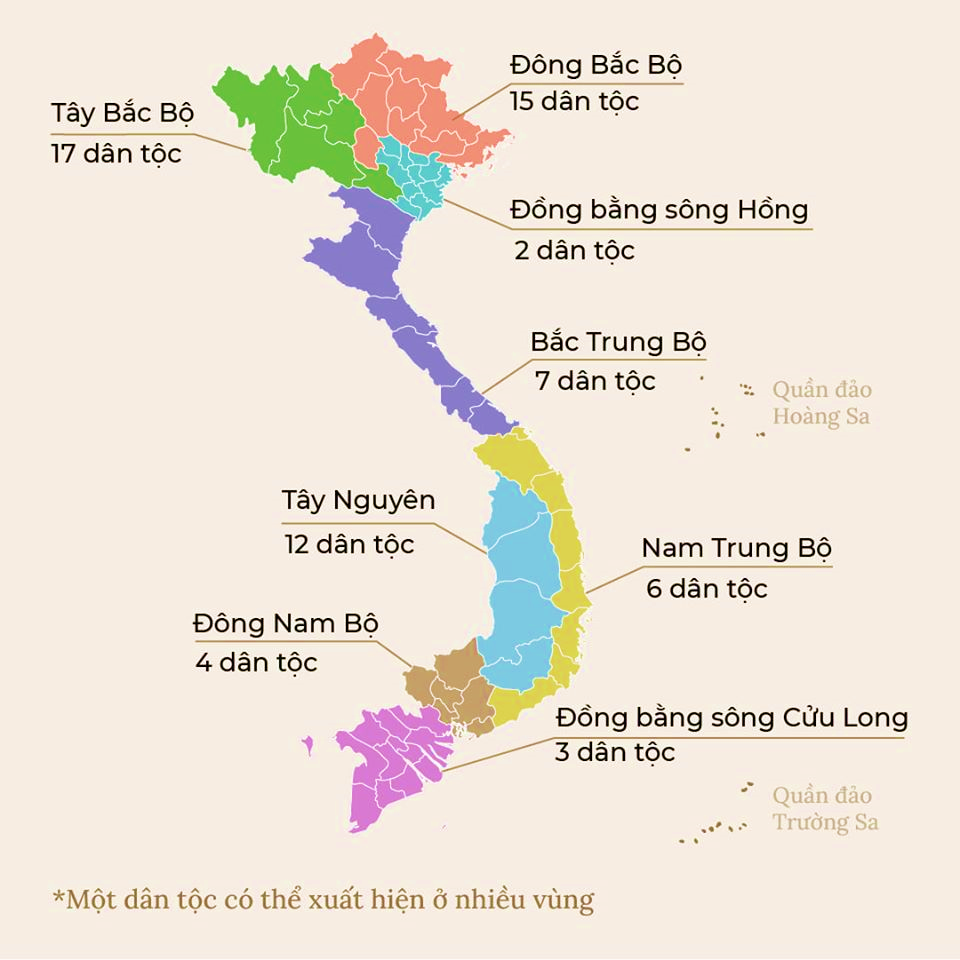 Đông Bắc Bộ
15 dân tộc
Tây Bắc Bộ
17 dân tộc
Đồng bằng sông Hồng
2 dân tộc
Bắc Trung Bộ
7 dân tộc
Quần đảo
Hoàng Sa
Tây Nguyên
12 dân tộc
Nam Trung Bộ
6 dân tộc
Đông Nam Bộ
4 dân tộc
Đồng bằng sông Cửu Long
3 dân tộc
Quần đảo
Trường Sa
*Một dân tộc có thể xuất hiện ở nhiều vùng